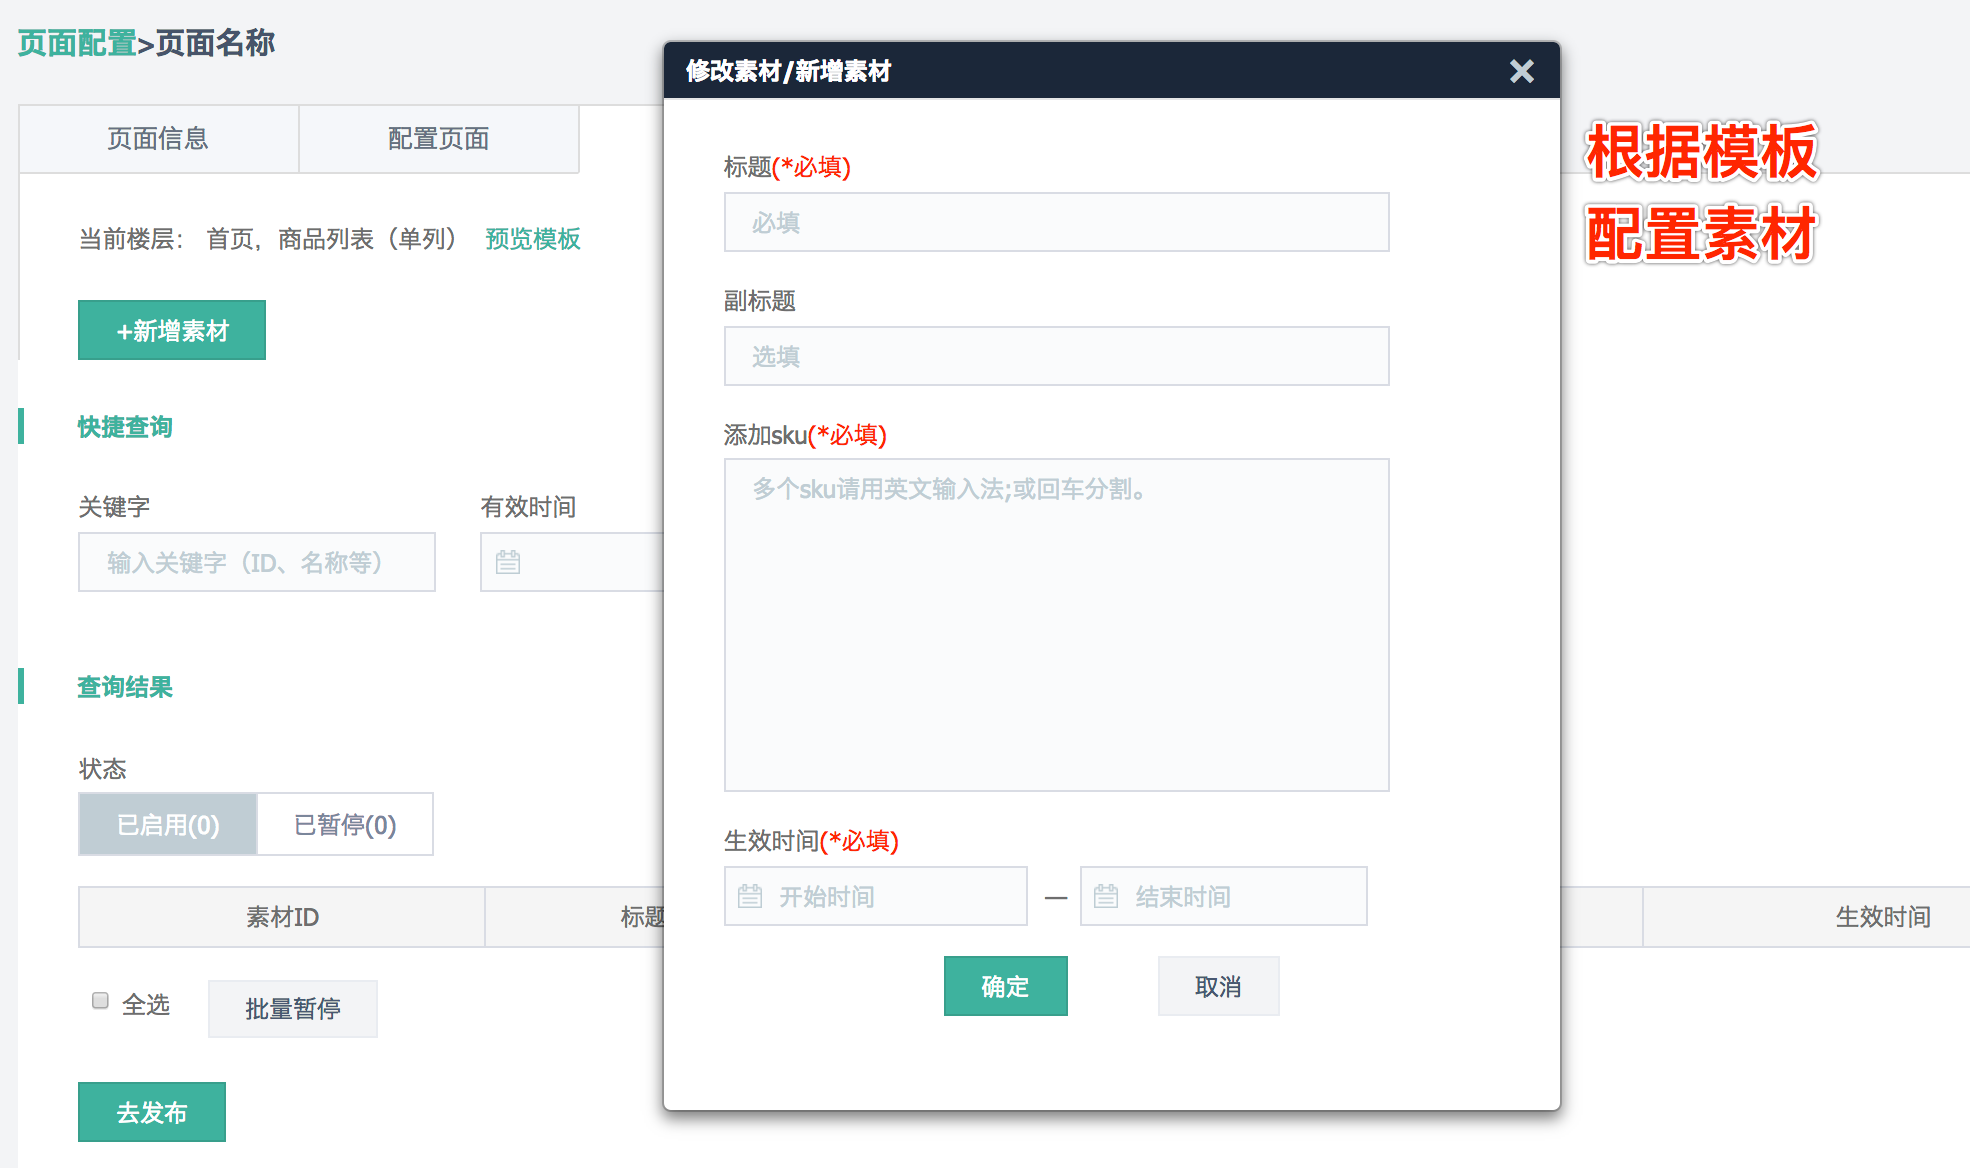 页面配置>页面名称
页面信息
配置页面
当前楼层： 首页，商品列表（单列） 预览模板
+新增素材
快捷查询
关键字
有效时间
输入关键字（ID、名称等）
查询结果
状态
已启用(0)
已暂停(0)
素材ID
标题
生效时间
全选
批量暂停
去发布
修改素材/新增素材
标题(*必填)
必填
副标题
选填
添加sku(*必填)
多个sku请用英文输入法;或回车分割。
生效时间(*必填)
开始时间
—
结束时间
确定
取消
根据模板
配置素材